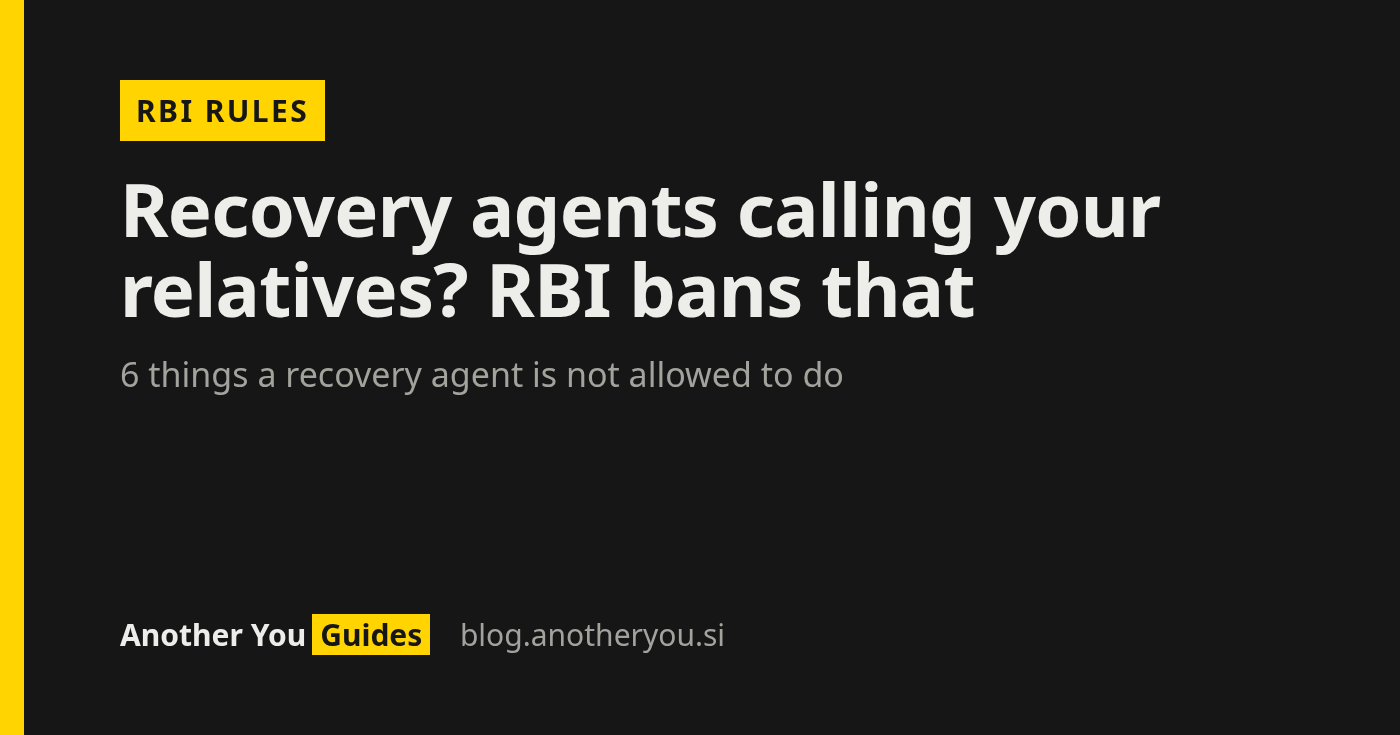 RBI RULES
Recovery agents calling your
relatives? RBI bans that
6 things a recovery agent is not allowed to do
Another You Guides blog.anotheryou.si